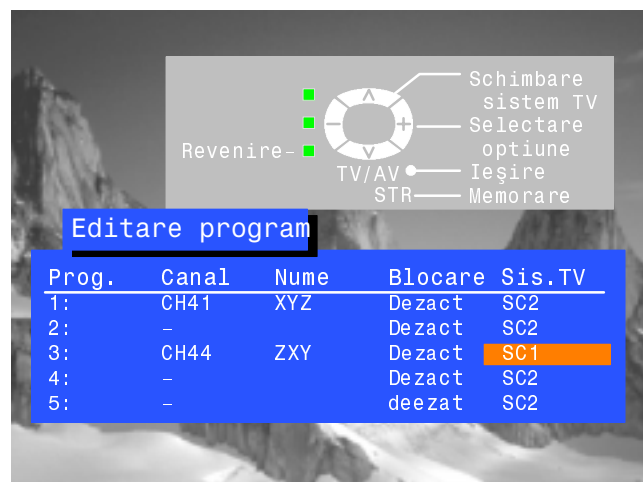 Schimbare
sistem TV
Selectare
Revenire-
optiune
TV/AV
Ieşire
STR
Memorare
Editare program
Prog. Canal Nume Blocare Sis.TV
1: CH41 XYZ Dezact SC2
2: – Dezact SC2
3: CH44 ZXY Dezact SC1
4: – Dezact SC2
5: – deezat SC2